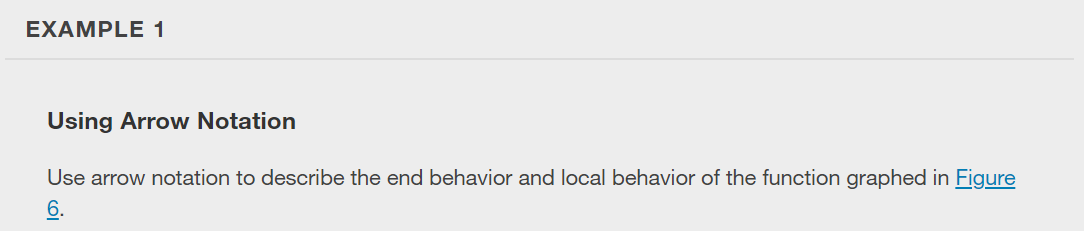 EXAMPLE 1
Using Arrow Notation
Use arrow notation to describe the end behavior and local behavior of the function graphed in Figure
6.